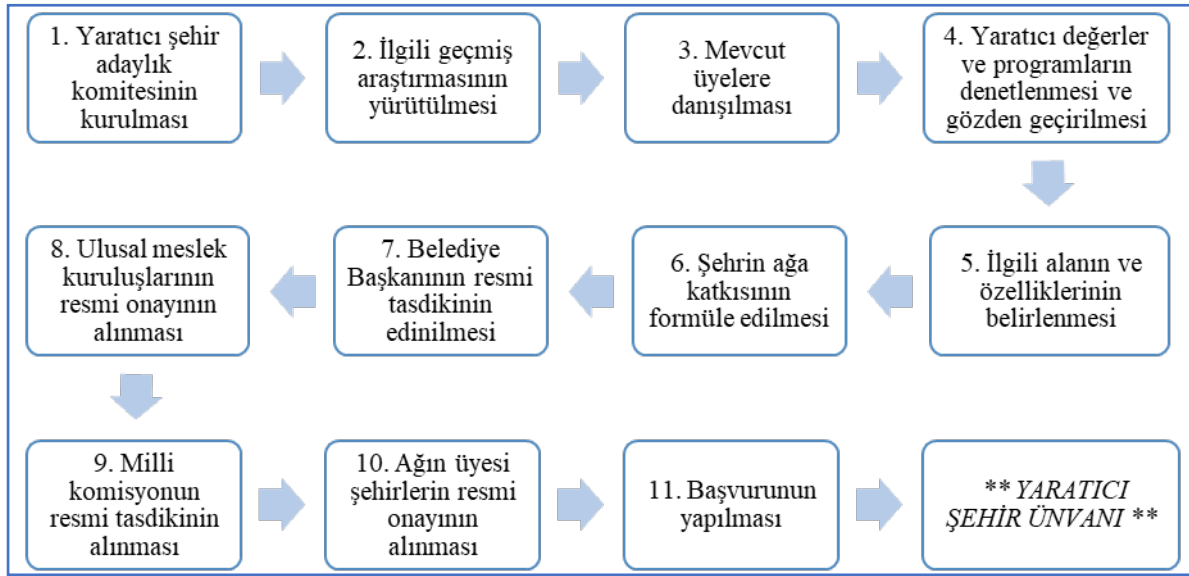 1. Yaratıcı şehir
adaylık
komitesinin
kurulması
2. İlgili geçmiş
araştırmasının
yürütülmesi
3. Mevcut
üyelere
danışılması
4. Yaratıcı değerler
ve programların
denetlenmesi ve
gözden geçirilmesi
5. İlgili alanın ve
özelliklerinin
belirlenmesi
6. Şehrin ağa
katkısının
formüle edilmesi
7. Belediye
Başkanının resmi
tasdikinin
edinilmesi
8. Ulusal meslek
kuruluşlarının
resmi onayının
alınması
9. Milli
komisyonun
resmi tasdikinin
alınması
10. Ağın üyesi
şehirlerin resmi
onayının
alınması
11. Başvurunun
yapılması
** YARATICI
ŞEHİR ÜNVANI **